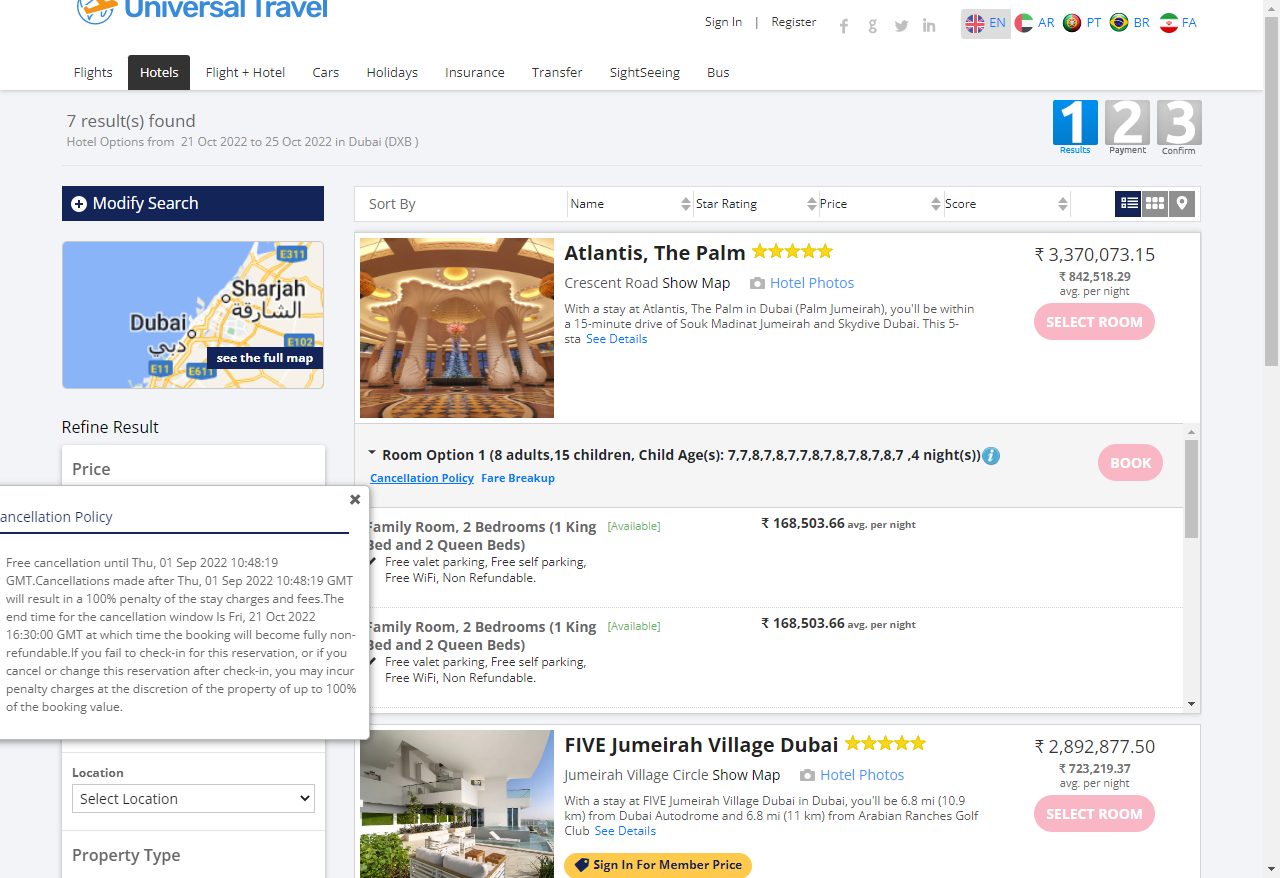 Universal Travel
Sign In | Register
EN AR PT BR FA
Flights Hotels Flight + Hotel Cars Holidays Insurance Transfer SightSeeing Bus
7 result(s) found
Hotel Options from 21 Oct 2022 to 25 Oct 2022 in Dubai (DXB )
1 2 3
Results Payment Confirm
Modify Search
Sort By Name Star Rating Price Score
E311
Sharjah
الشارقة
Dubai
دبي
E102
E11 E611
see the full map
Atlantis, The Palm
Crescent Road Show Map Hotel Photos
With a stay at Atlantis, The Palm in Dubai (Palm Jumeirah), you'll be within
a 15-minute drive of Souk Madinat Jumeirah and Skydive Dubai. This 5-
sta See Details
₹ 3,370,073.15
₹ 842,518.29
avg. per night
SELECT ROOM
Refine Result
Price
Room Option 1 (8 adults,15 children, Child Age(s): 7,7,8,7,8,7,7,8,7,8,7,8,7,8,7 ,4 night(s))
Cancellation Policy Fare Breakup
BOOK
ancellation Policy
Free cancellation until Thu, 01 Sep 2022 10:48:19
GMT.Cancellations made after Thu, 01 Sep 2022 10:48:19 GMT
will result in a 100% penalty of the stay charges and fees.The
end time for the cancellation window Is Fri, 21 Oct 2022
16:30:00 GMT at which time the booking will become fully non-
refundable.If you fail to check-in for this reservation, or if you
cancel or change this reservation after check-in, you may incur
penalty charges at the discretion of the property of up to 100%
of the booking value.
Family Room, 2 Bedrooms (1 King
Bed and 2 Queen Beds)
[Available]
₹ 168,503.66 avg. per night
Free valet parking, Free self parking,
Free WiFi, Non Refundable.
Family Room, 2 Bedrooms (1 King
Bed and 2 Queen Beds)
[Available]
₹ 168,503.66 avg. per night
Free valet parking, Free self parking,
Free WiFi, Non Refundable.
Location
Select Location
Property Type
FIVE Jumeirah Village Dubai
Jumeirah Village Circle Show Map Hotel Photos
With a stay at FIVE Jumeirah Village Dubai in Dubai, you'll be 6.8 mi (10.9
km) from Dubai Autodrome and 6.8 mi (11 km) from Arabian Ranches Golf
Club See Details
Sign In For Member Price
₹ 2,892,877.50
₹ 723,219.37
avg. per night
SELECT ROOM